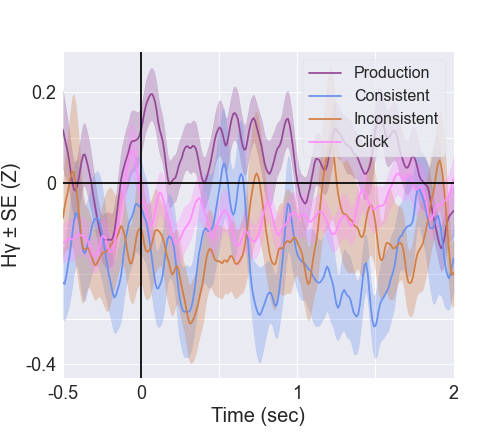 Production
Consistent
Inconsistent
Click
0.2
0
-0.4
Hγ ± SE (Z)
-0.5
0
1
2
Time (sec)